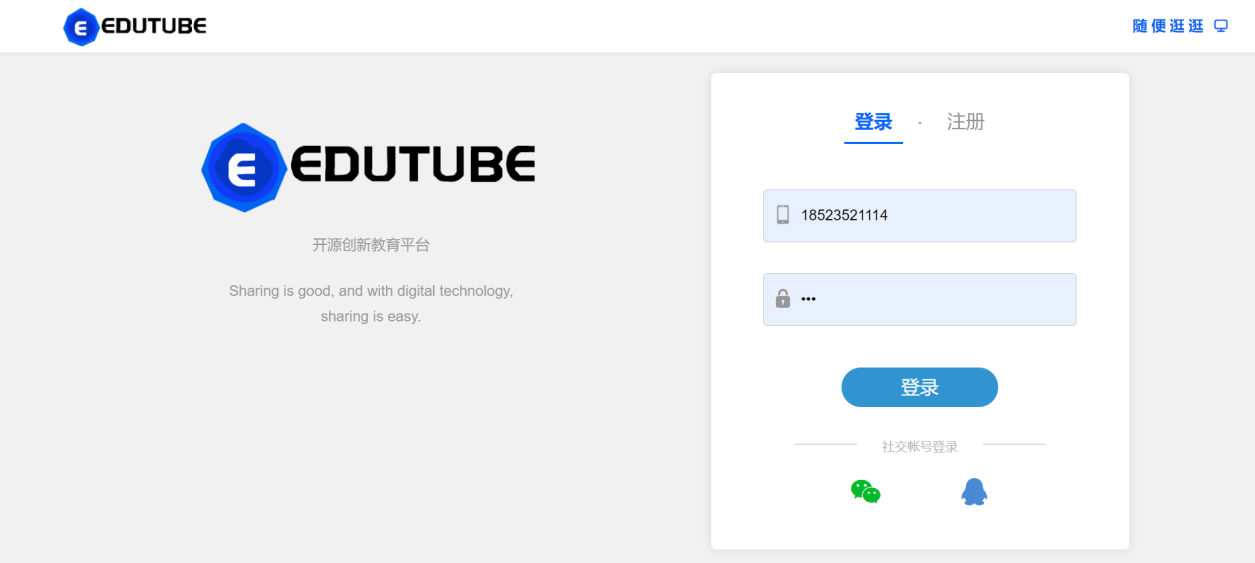 EDUTUBE
随便逛逛
EDUTUBE
开源创新教育平台
Sharing is good, and with digital technology,
sharing is easy.
登录 · 注册
18523521114
•••
登录
社交帐号登录